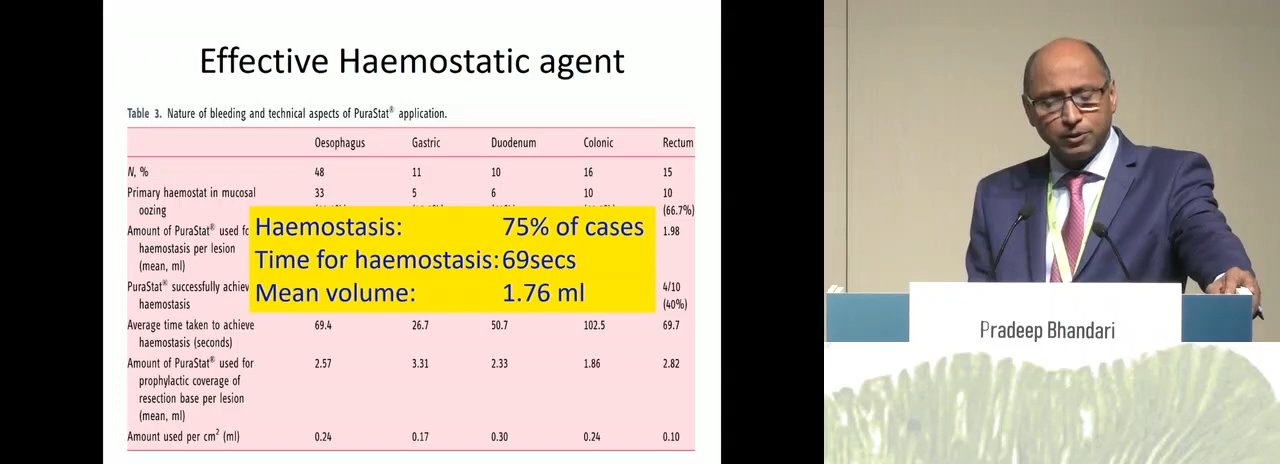 Effective Haemostatic agent
Table 3. Nature of bleeding and technical aspects of PuraStat® application.
Oesophagus Gastric Duodenum Colonic Rectum
N, % 48 11 10 16 15
Primary haemostat in mucosal 33 5 6 10 10
oozing (66.7%)
Haemostasis: 75% of cases
Amount of PuraStat® used 1.98
haemostasis per lesion
Time for haemostasis: 69secs
(mean, ml)
PuraStat® successfully 4/10
Mean volume: 1.76 ml
haemostasis (40%)
Average time taken to achieve 69.4 26.7 50.7 102.5 69.7
haemostasis (seconds)
Amount of PuraStat® used for 2.57 3.31 2.33 1.86 2.82
prophylactic coverage of
resection base per lesion
(mean, ml)
Amount used per cm² (ml) 0.24 0.17 0.30 0.24 0.10
Pradeep Bhandari